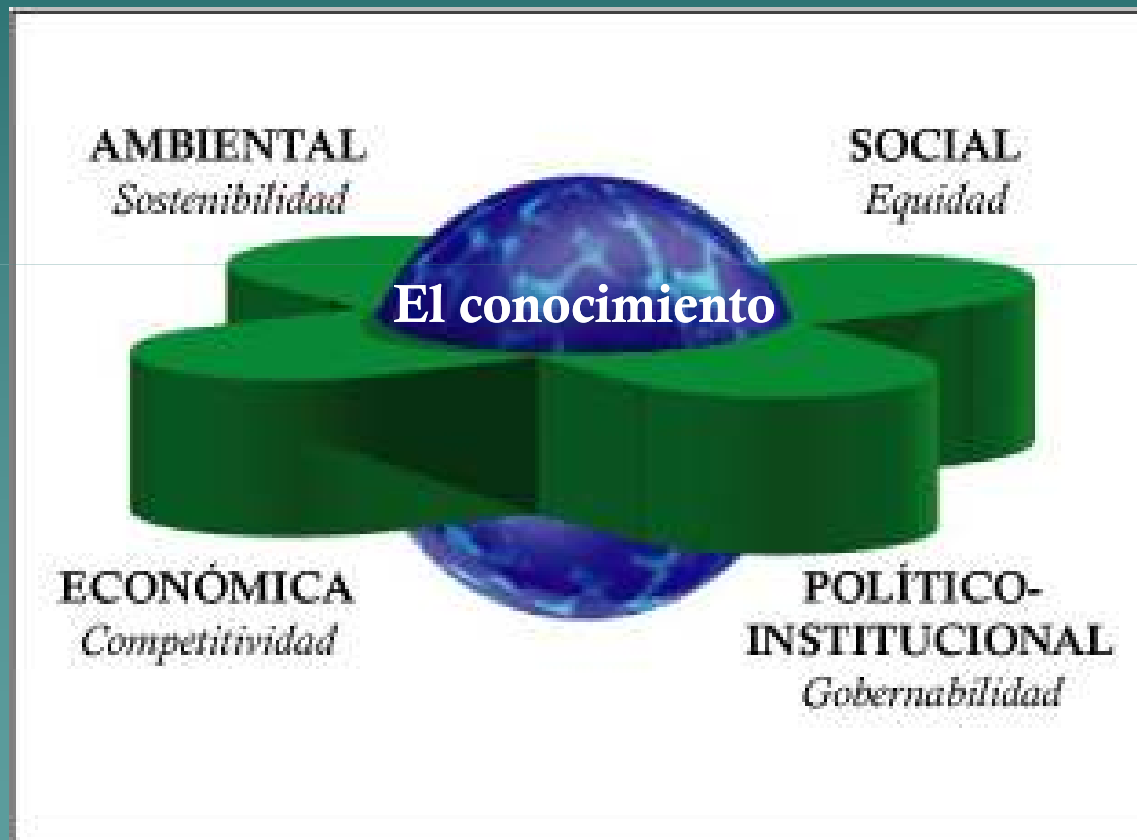 AMBIENTAL
Sostenibilidad
SOCIAL
Equidad
El conocimiento
ECONÓMICA
Competitividad
POLÍTICO-
INSTITUCIONAL
Gobernabilidad